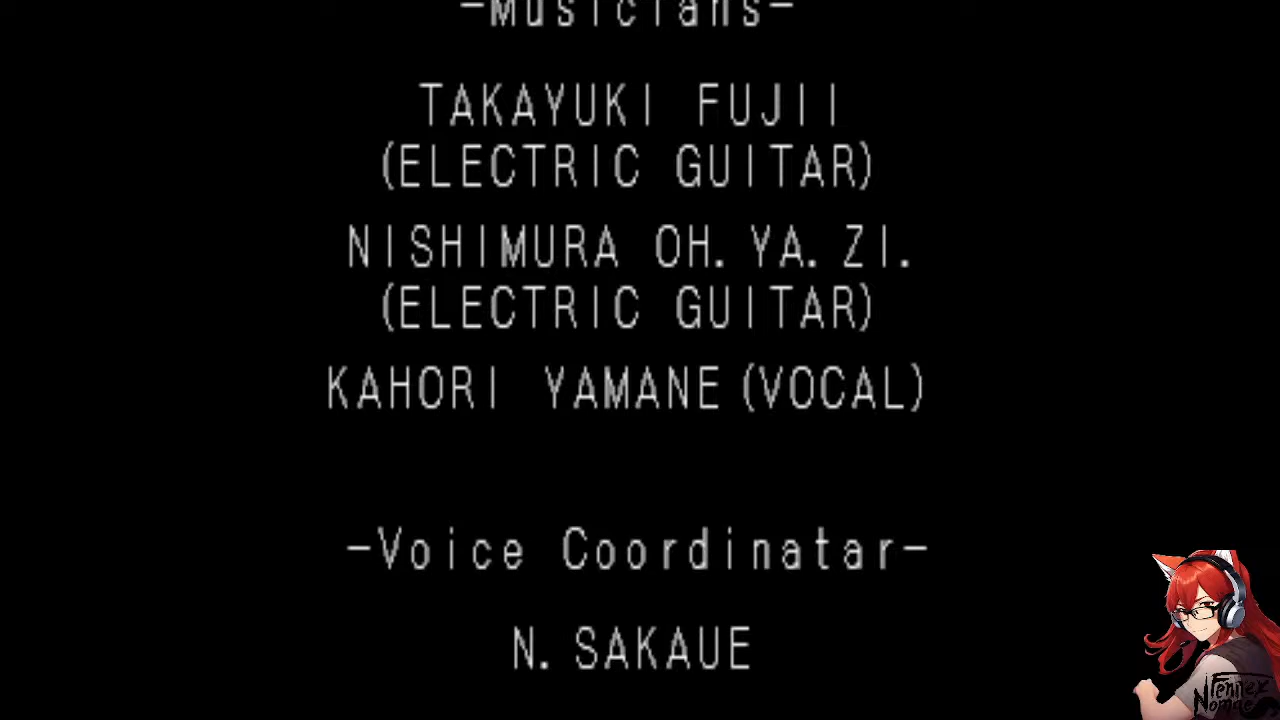 -Musicians-
TAKAYUKI FUJII
(ELECTRIC GUITAR)
NISHIMURA OH. YA. ZI.
(ELECTRIC GUITAR)
KAHORI YAMANE (VOCAL)
-Voice Coordinatar-
N. SAKAUE